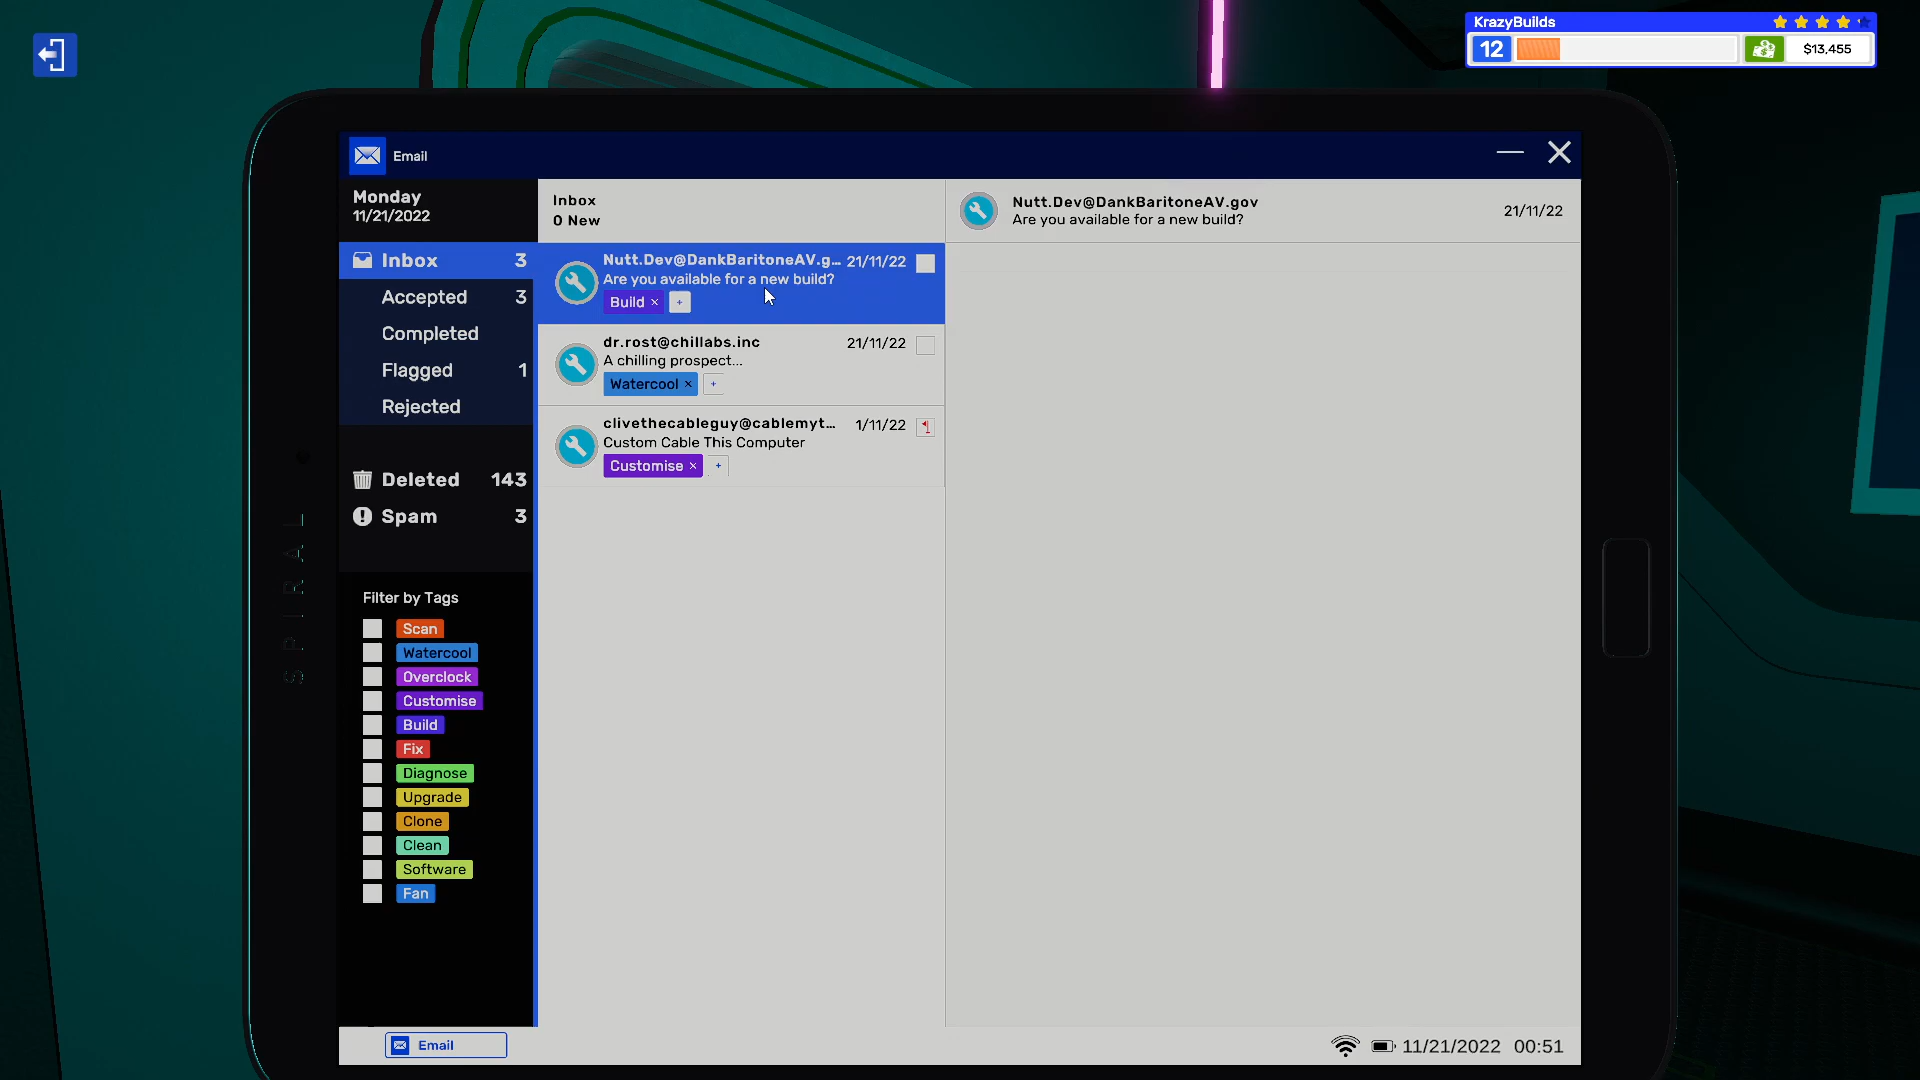 KrazyBuilds
12
$13,455
Email
Monday
11/21/2022
Inbox 3
Accepted 3
Completed
Flagged 1
Rejected
Deleted 143
Spam 3
Filter by Tags
Scan
Watercool
Overclock
Customise
Build
Fix
Diagnose
Upgrade
Clone
Clean
Software
Fan
Inbox
0 New
Nutt.Dev@DankBaritoneAV.g... 21/11/22
Are you available for a new build?
Build × +
dr.rost@chillabs.inc 21/11/22
A chilling prospect...
Watercool × +
clivethecableguy@cablemyt... 1/11/22
Custom Cable This Computer
Customise × +
Nutt.Dev@DankBaritoneAV.gov
Are you available for a new build?
21/11/22
SPIRAL
Email
11/21/2022 00:51